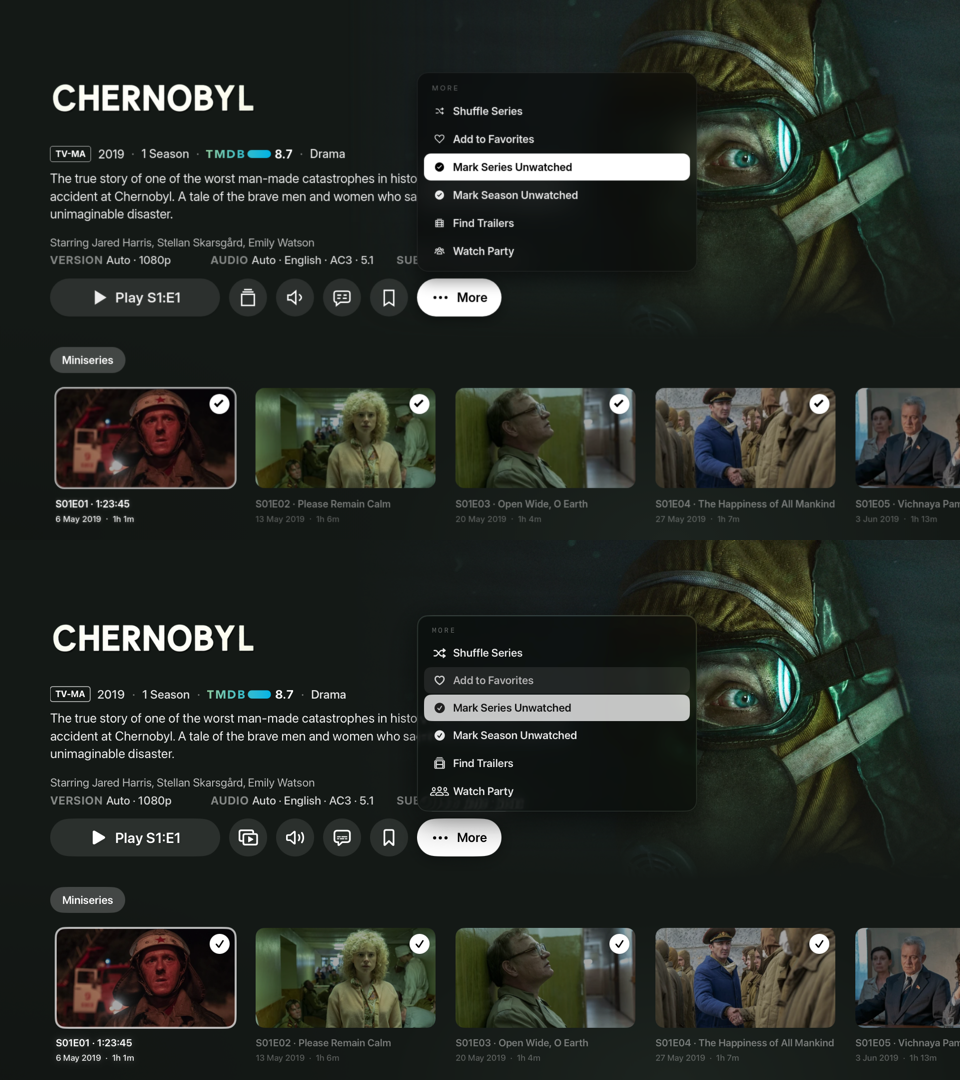 CHERNOBYL
MORE
Shuffle Series
Add to Favorites
Mark Series Unwatched
Mark Season Unwatched
Find Trailers
Watch Party
TV-MA 2019 · 1 Season · TMDB 8.7 · Drama
The true story of one of the worst man-made catastrophes in histo
accident at Chernobyl. A tale of the brave men and women who sa
unimaginable disaster.
Starring Jared Harris, Stellan Skarsgård, Emily Watson
VERSION Auto · 1080p AUDIO Auto · English · AC3 · 5.1 SUB
Play S1:E1
More
Miniseries
S01E01 · 1:23:45
6 May 2019 · 1h 1m
S01E02 · Please Remain Calm
13 May 2019 · 1h 6m
S01E03 · Open Wide, O Earth
20 May 2019 · 1h 4m
S01E04 · The Happiness of All Mankind
27 May 2019 · 1h 7m
S01E05 · Vichnaya Pam
3 Jun 2019 · 1h 13m
CHERNOBYL
MORE
Shuffle Series
Add to Favorites
Mark Series Unwatched
Mark Season Unwatched
Find Trailers
Watch Party
TV-MA 2019 · 1 Season · TMDB 8.7 · Drama
The true story of one of the worst man-made catastrophes in histo
accident at Chernobyl. A tale of the brave men and women who sa
unimaginable disaster.
Starring Jared Harris, Stellan Skarsgård, Emily Watson
VERSION Auto · 1080p AUDIO Auto · English · AC3 · 5.1 SUB
Play S1:E1
More
Miniseries
S01E01 · 1:23:45
6 May 2019 · 1h 1m
S01E02 · Please Remain Calm
13 May 2019 · 1h 6m
S01E03 · Open Wide, O Earth
20 May 2019 · 1h 4m
S01E04 · The Happiness of All Mankind
27 May 2019 · 1h 7m
S01E05 · Vichnaya Pam
3 Jun 2019 · 1h 13m